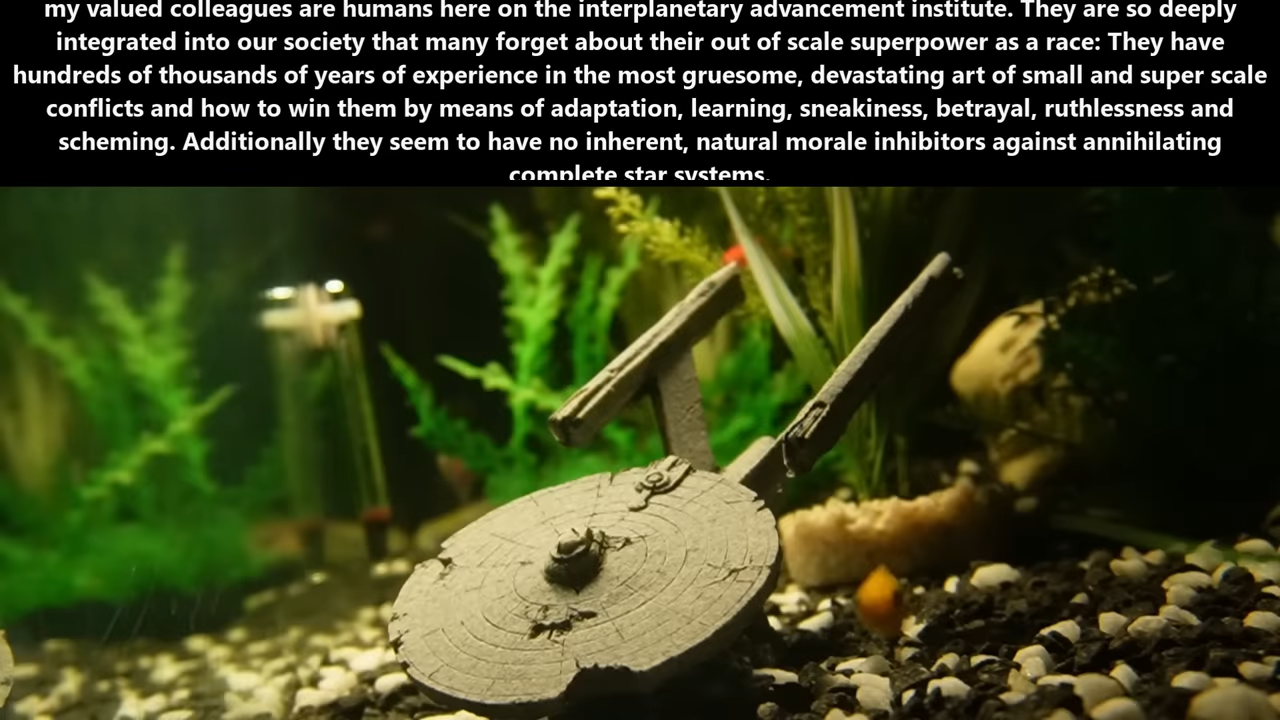 my valued colleagues are humans here on the interplanetary advancement institute. They are so deeply
integrated into our society that many forget about their out of scale superpower as a race: They have
hundreds of thousands of years of experience in the most gruesome, devastating art of small and super scale
conflicts and how to win them by means of adaptation, learning, sneakiness, betrayal, ruthlessness and
scheming. Additionally they seem to have no inherent, natural morale inhibitors against annihilating
complete star systems.